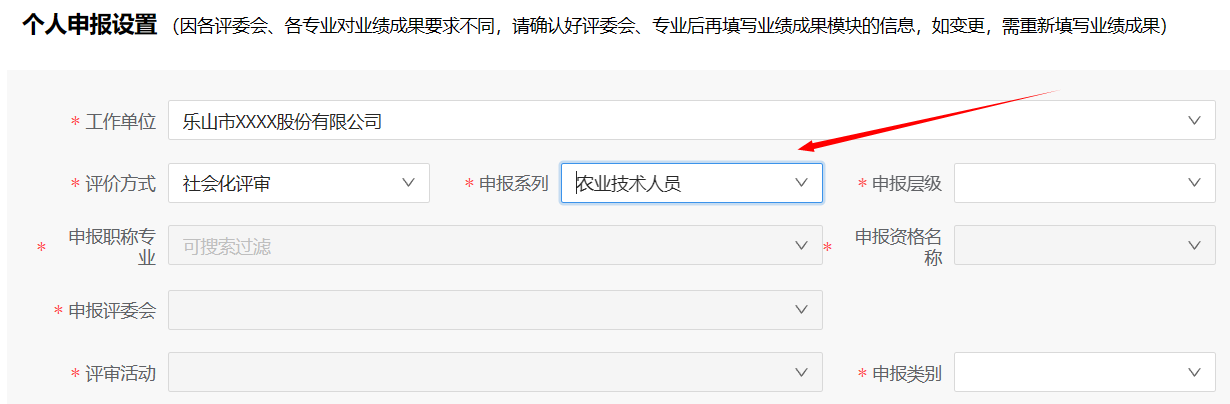 个人申报设置（因各评委会、各专业对业绩成果要求不同，请确认好评委会、专业后再填写业绩成果模块的信息，如变更，需重新填写业绩成果）
* 工作单位 乐山市XXXX股份有限公司
* 评价方式 社会化评审 * 申报系列 农业技术人员 * 申报层级
* 申报职称专业 可搜索过滤 * 申报资格名称
* 申报评委会
* 评审活动 * 申报类别